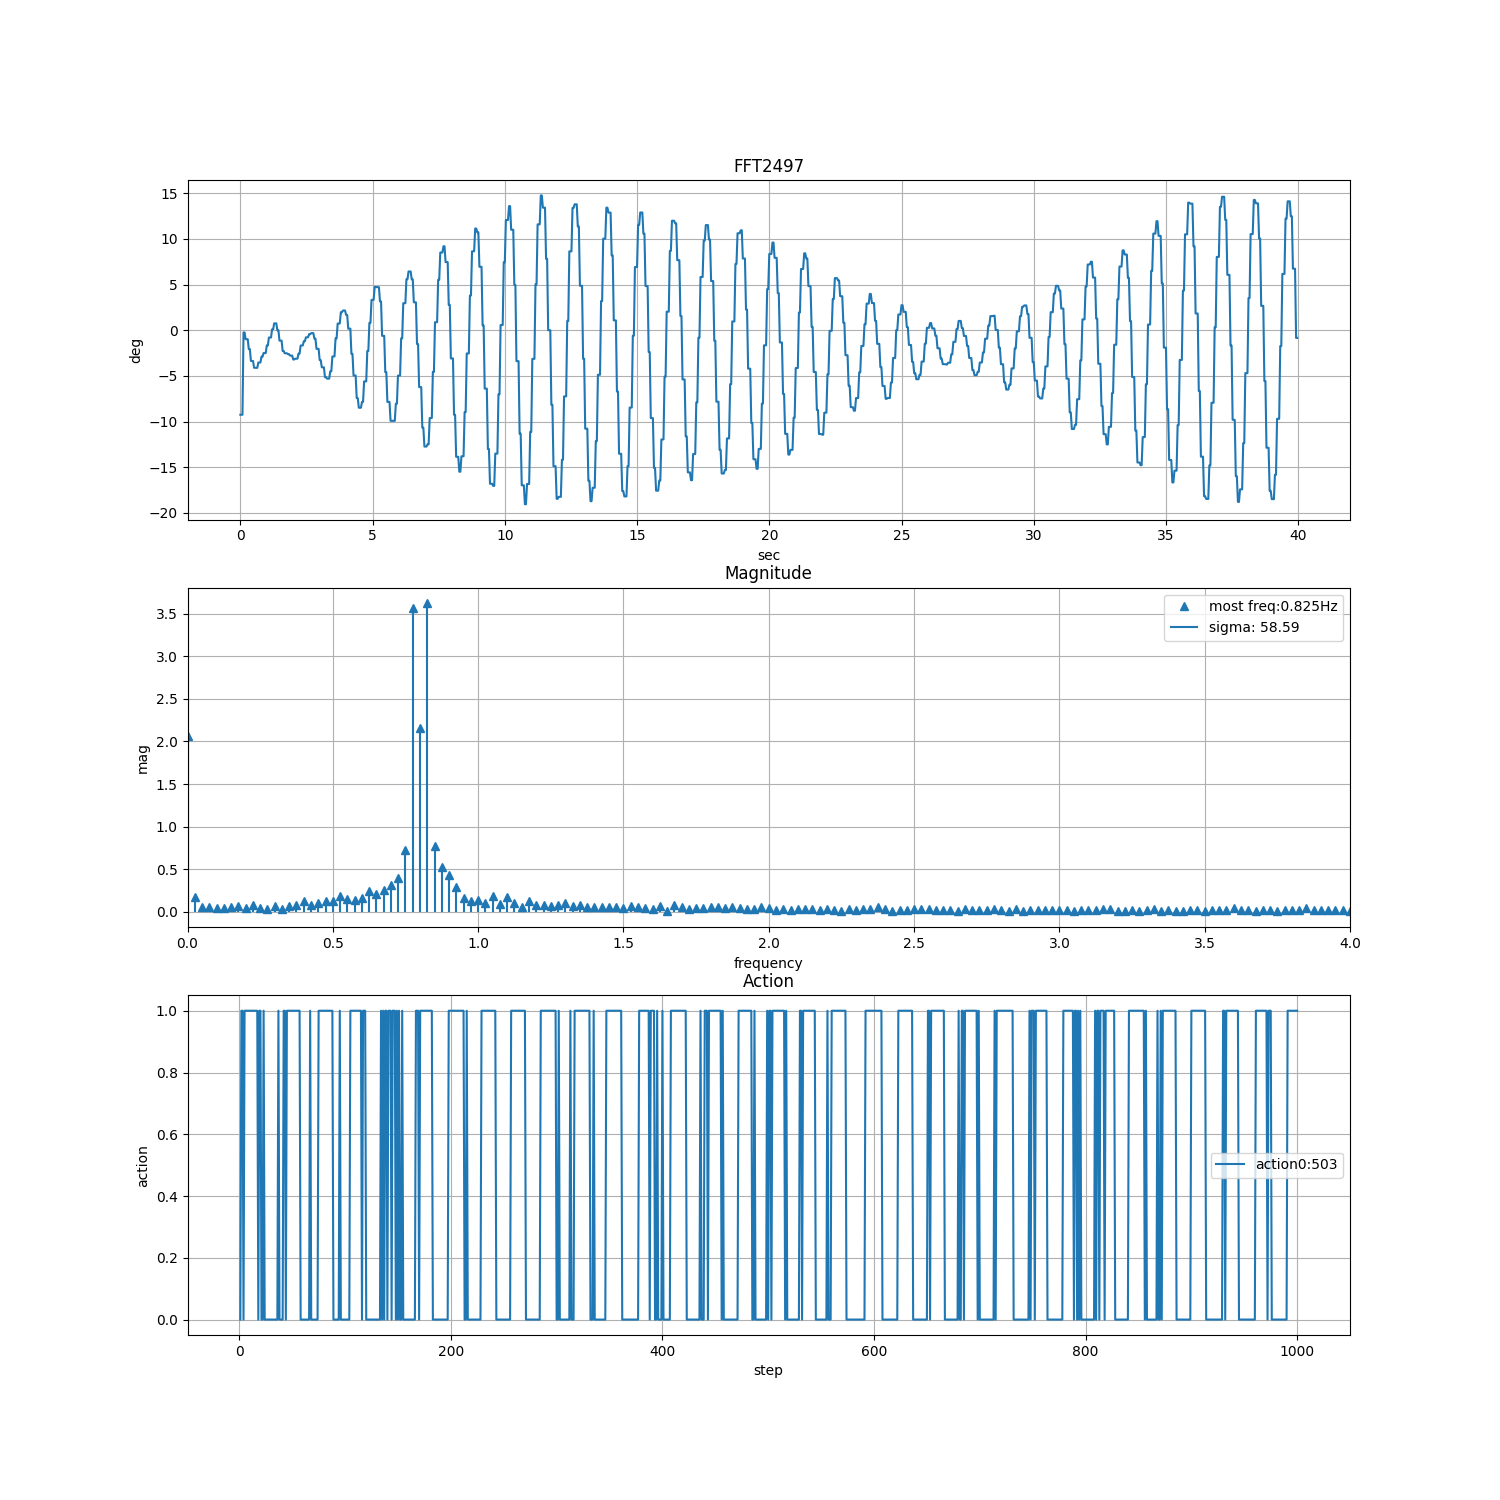 FFT2497
15
10
5
0
−5
−10
−15
−20
deg
0 5 10 15 20 25 30 35 40
sec
Magnitude
most freq:0.825Hz
sigma: 58.59
3.5
3.0
2.5
2.0
1.5
1.0
0.5
0.0
mag
0.0 0.5 1.0 1.5 2.0 2.5 3.0 3.5 4.0
frequency
Action
1.0
0.8
0.6
0.4
0.2
0.0
action
action0:503
0 200 400 600 800 1000
step